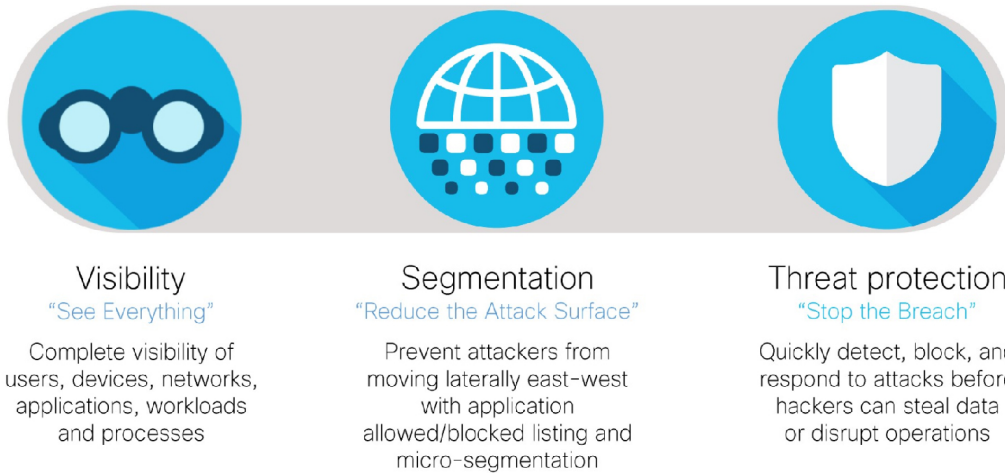 Visibility
“See Everything”
Complete visibility of
users, devices, networks,
applications, workloads
and processes
Segmentation
“Reduce the Attack Surface”
Prevent attackers from
moving laterally east-west
with application
allowed/blocked listing and
micro-segmentation
Threat protection
“Stop the Breach”
Quickly detect, block, and
respond to attacks before
hackers can steal data
or disrupt operations